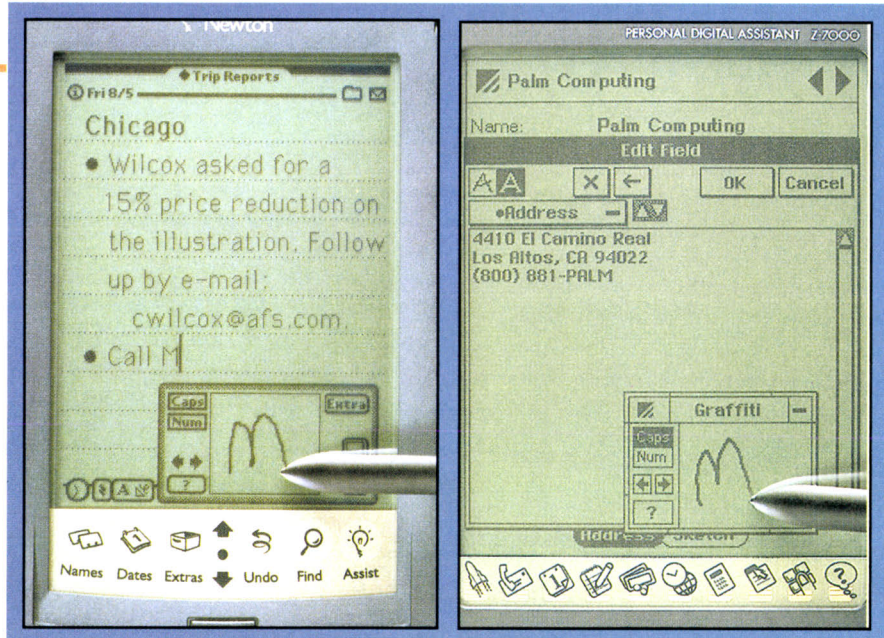 Newton
Trip Reports
Fri 8/5
Chicago
• Wilcox asked for a
15% price reduction on
the illustration. Follow
up by e-mail:
cwilcox@afs.com.
• Call M
Caps
Num
Extra
M
?
A
Names Dates Extras Undo Find Assist
PERSONAL DIGITAL ASSISTANT Z-7000
Palm Computing
Name: Palm Computing
Edit Field
A A X ← OK Cancel
•Address
4410 El Camino Real
Los Altos, CA 94022
(800) 881-PALM
Graffiti
Caps
Num
M
?
Address Sketch